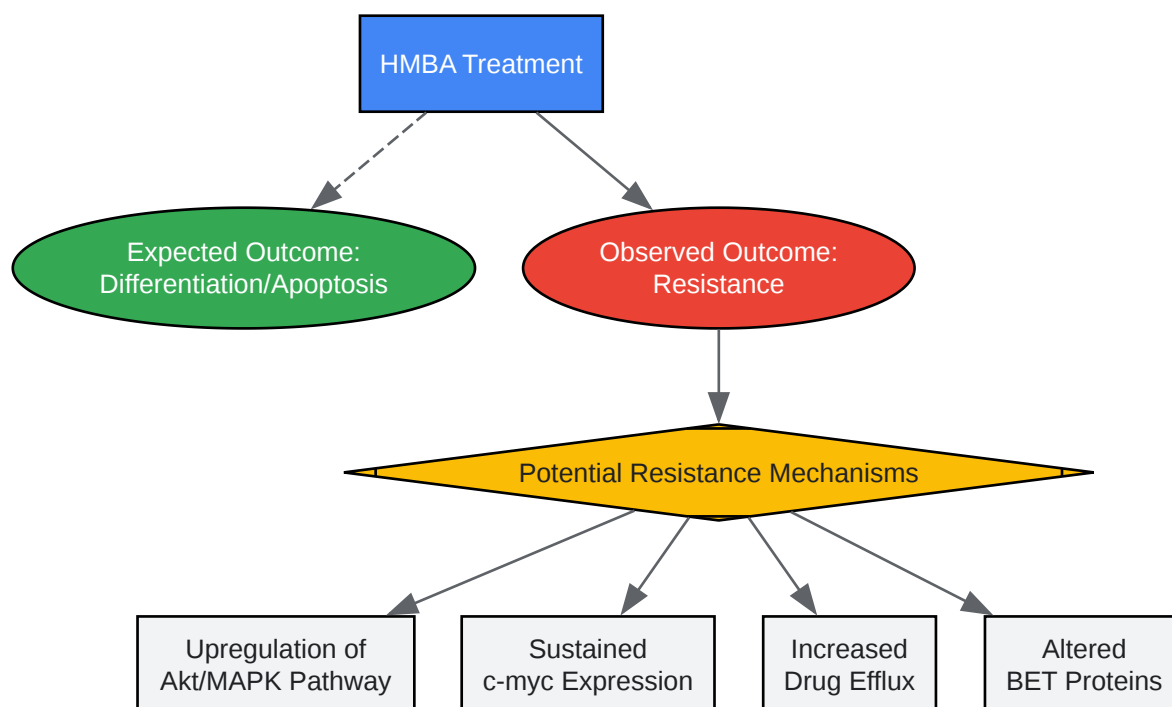 HMBA Treatment
Expected Outcome:
Differentiation/Apoptosis
Observed Outcome:
Resistance
Potential Resistance Mechanisms
Upregulation of
Akt/MAPK Pathway
Sustained
c-myc Expression
Increased
Drug Efflux
Altered
BET Proteins